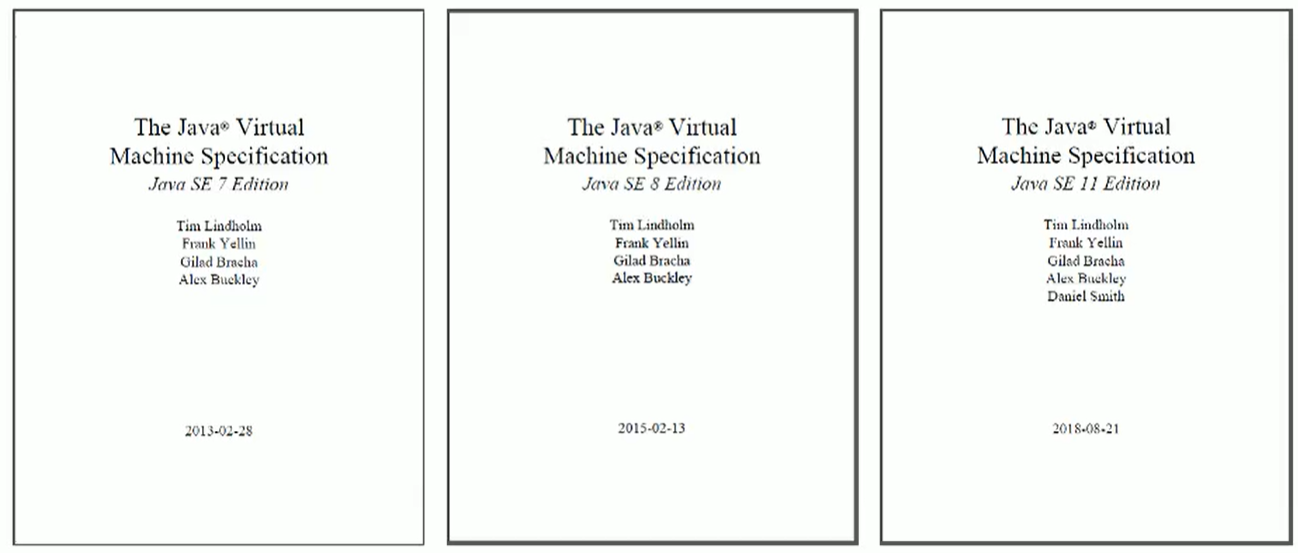 The Java® Virtual
Machine Specification
Java SE 7 Edition
Tim Lindholm
Frank Yellin
Gilad Bracha
Alex Buckley
2013-02-28
The Java® Virtual
Machine Specification
Java SE 8 Edition
Tim Lindholm
Frank Yellin
Gilad Bracha
Alex Buckley
2015-02-13
The Java® Virtual
Machine Specification
Java SE 11 Edition
Tim Lindholm
Frank Yellin
Gilad Bracha
Alex Buckley
Daniel Smith
2018-08-21